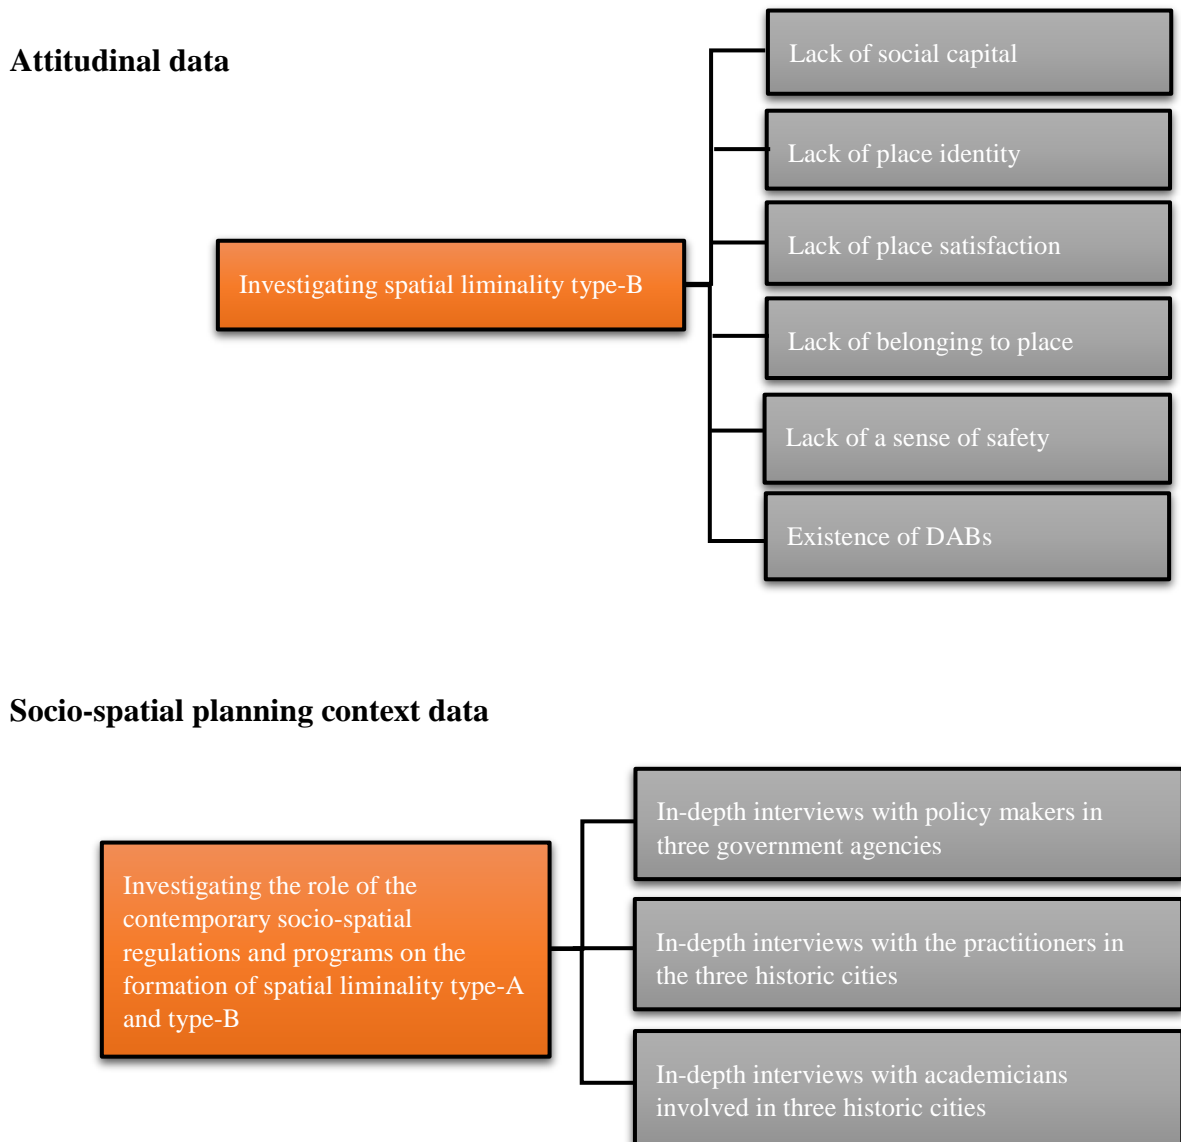 Attitudinal data
Lack of social capital
Lack of place identity
Lack of place satisfaction
Investigating spatial liminality type-B
Lack of belonging to place
Lack of a sense of safety
Existence of DABs
Socio-spatial planning context data
In-depth interviews with policy makers in
three government agencies
Investigating the role of the
contemporary socio-spatial
regulations and programs on the
formation of spatial liminality type-A
and type-B
In-depth interviews with the practitioners in
the three historic cities
In-depth interviews with academicians
involved in three historic cities